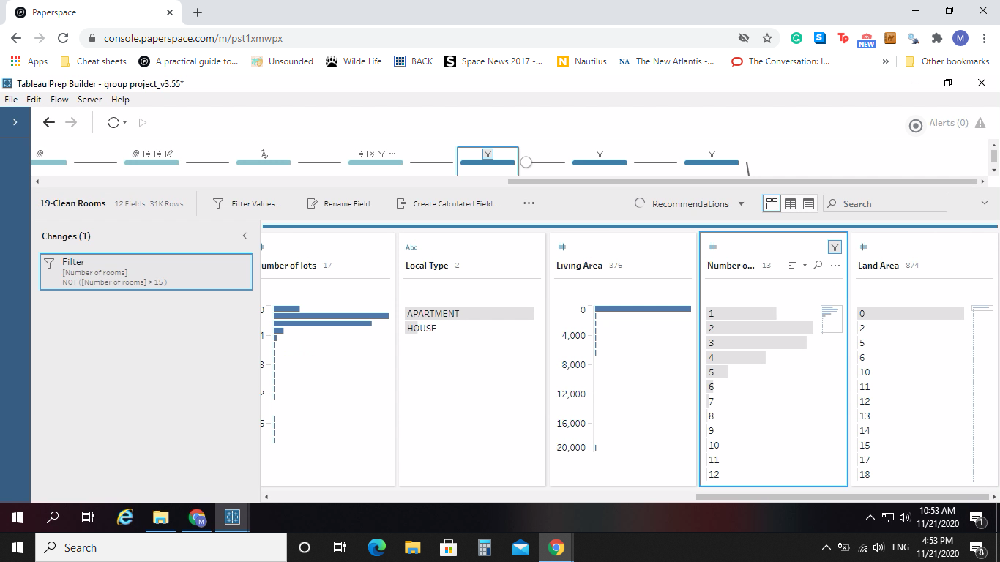 Paperspace
console.paperspace.com/m/pst1xmwpx
NEW
M
Apps Cheat sheets A practical guide to... Unsounded Wilde Life BACK Space News 2017 -... Nautilus NA The New Atlantis -... The Conversation: I... Other bookmarks
Tableau Prep Builder - group project_v3.55*
File Edit Flow Server Help
Alerts (0)
19-Clean Rooms 12 Fields 31K Rows Filter Values... Rename Field Create Calculated Field... Recommendations Search
Changes (1)
Filter
[Number of rooms]
NOT ([Number of rooms] > 15 )
umber of lots 17
0
4
8
2
6
Abc
Local Type 2
APARTMENT
HOUSE
Living Area 376
0
4,000
8,000
12,000
16,000
20,000
Number o... 13
1
2
3
4
5
6
7
8
9
10
11
12
Land Area 874
0
2
5
6
10
11
12
13
14
15
17
18
10:53 AM
11/21/2020
1
Search
ENG
4:53 PM
11/21/2020
8